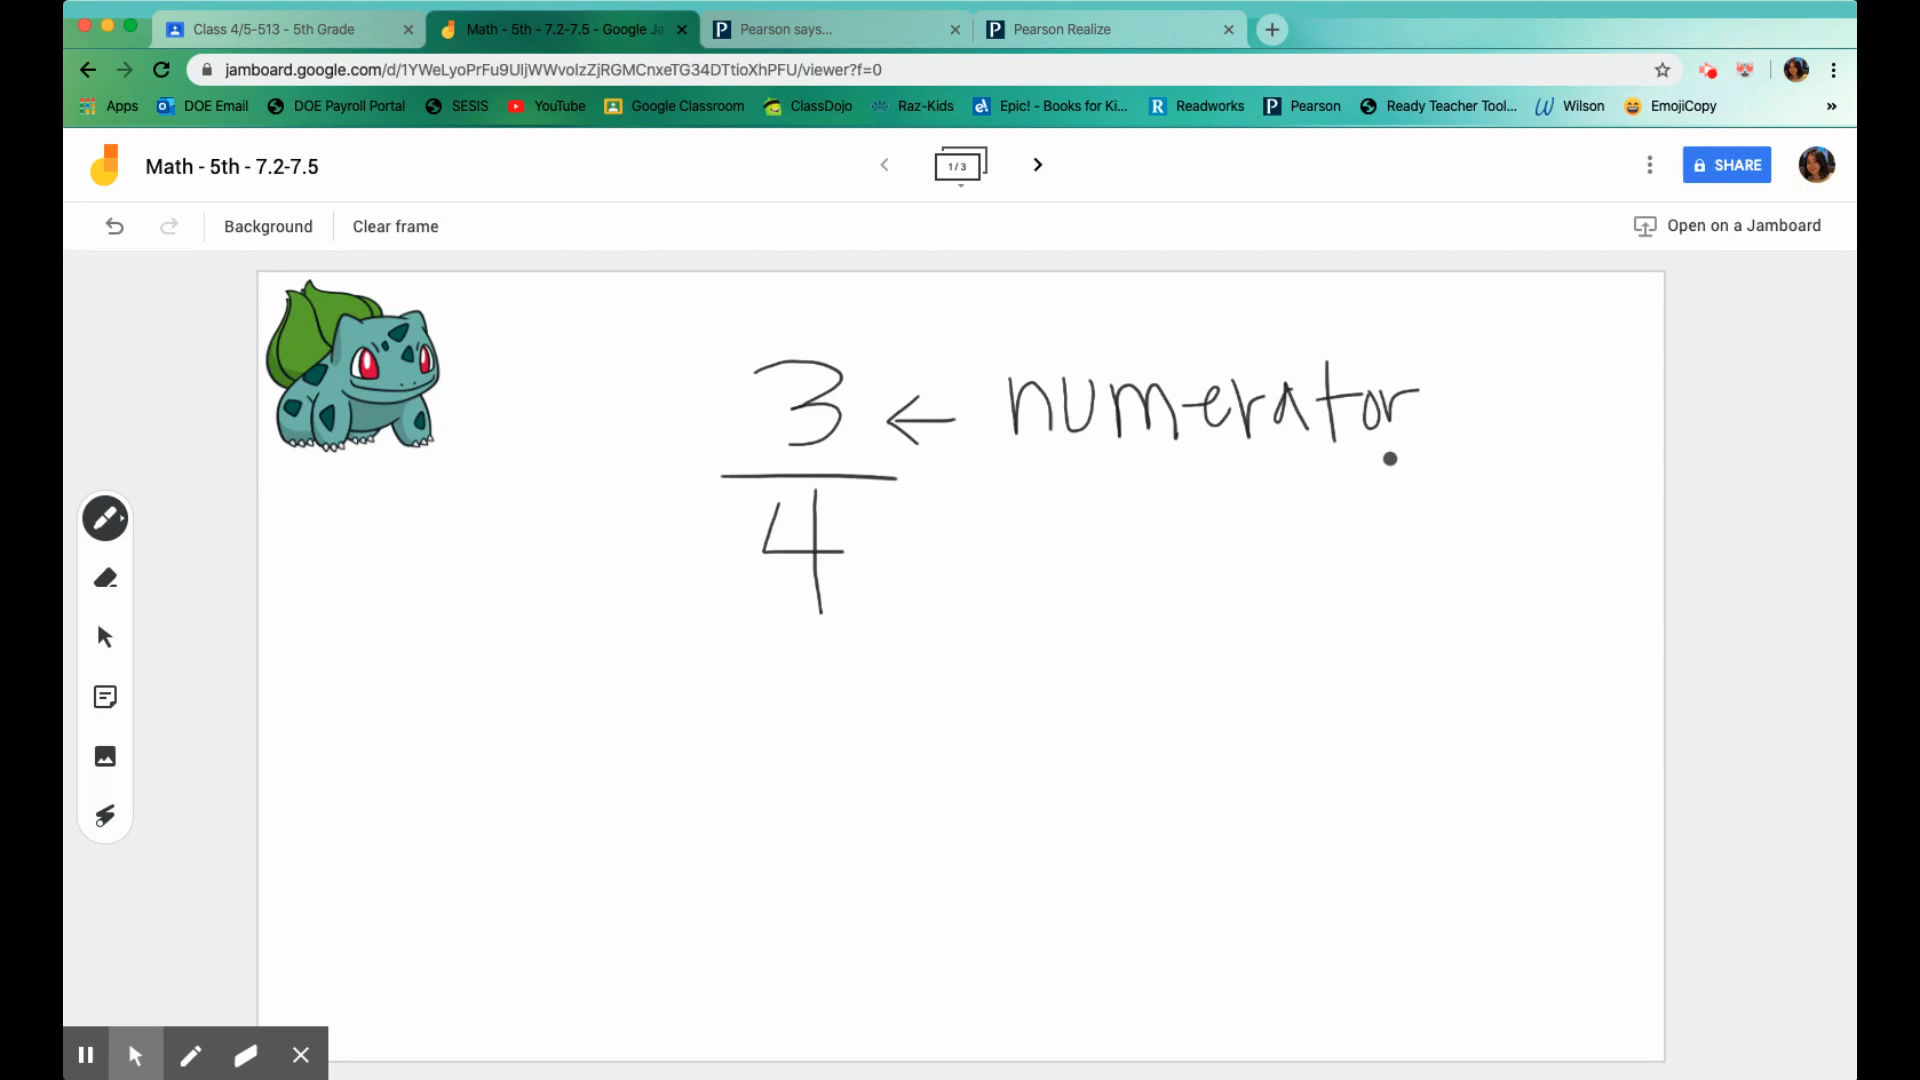 Class 4/5-513 - 5th Grade
Math - 5th - 7.2-7.5 - Google Ja
Pearson says...
Pearson Realize
jamboard.google.com/d/1YWeLyoPrFu9UljWWvolzZjRGMCnxeTG34DTtioXhPFU/viewer?f=0
Apps DOE Email DOE Payroll Portal SESIS YouTube Google Classroom ClassDojo Raz-Kids Epic! - Books for Ki... Readworks Pearson Ready Teacher Tool... Wilson EmojiCopy »
Math - 5th - 7.2-7.5
1/3
SHARE
Background Clear frame
Open on a Jamboard
3 ← numerator
4